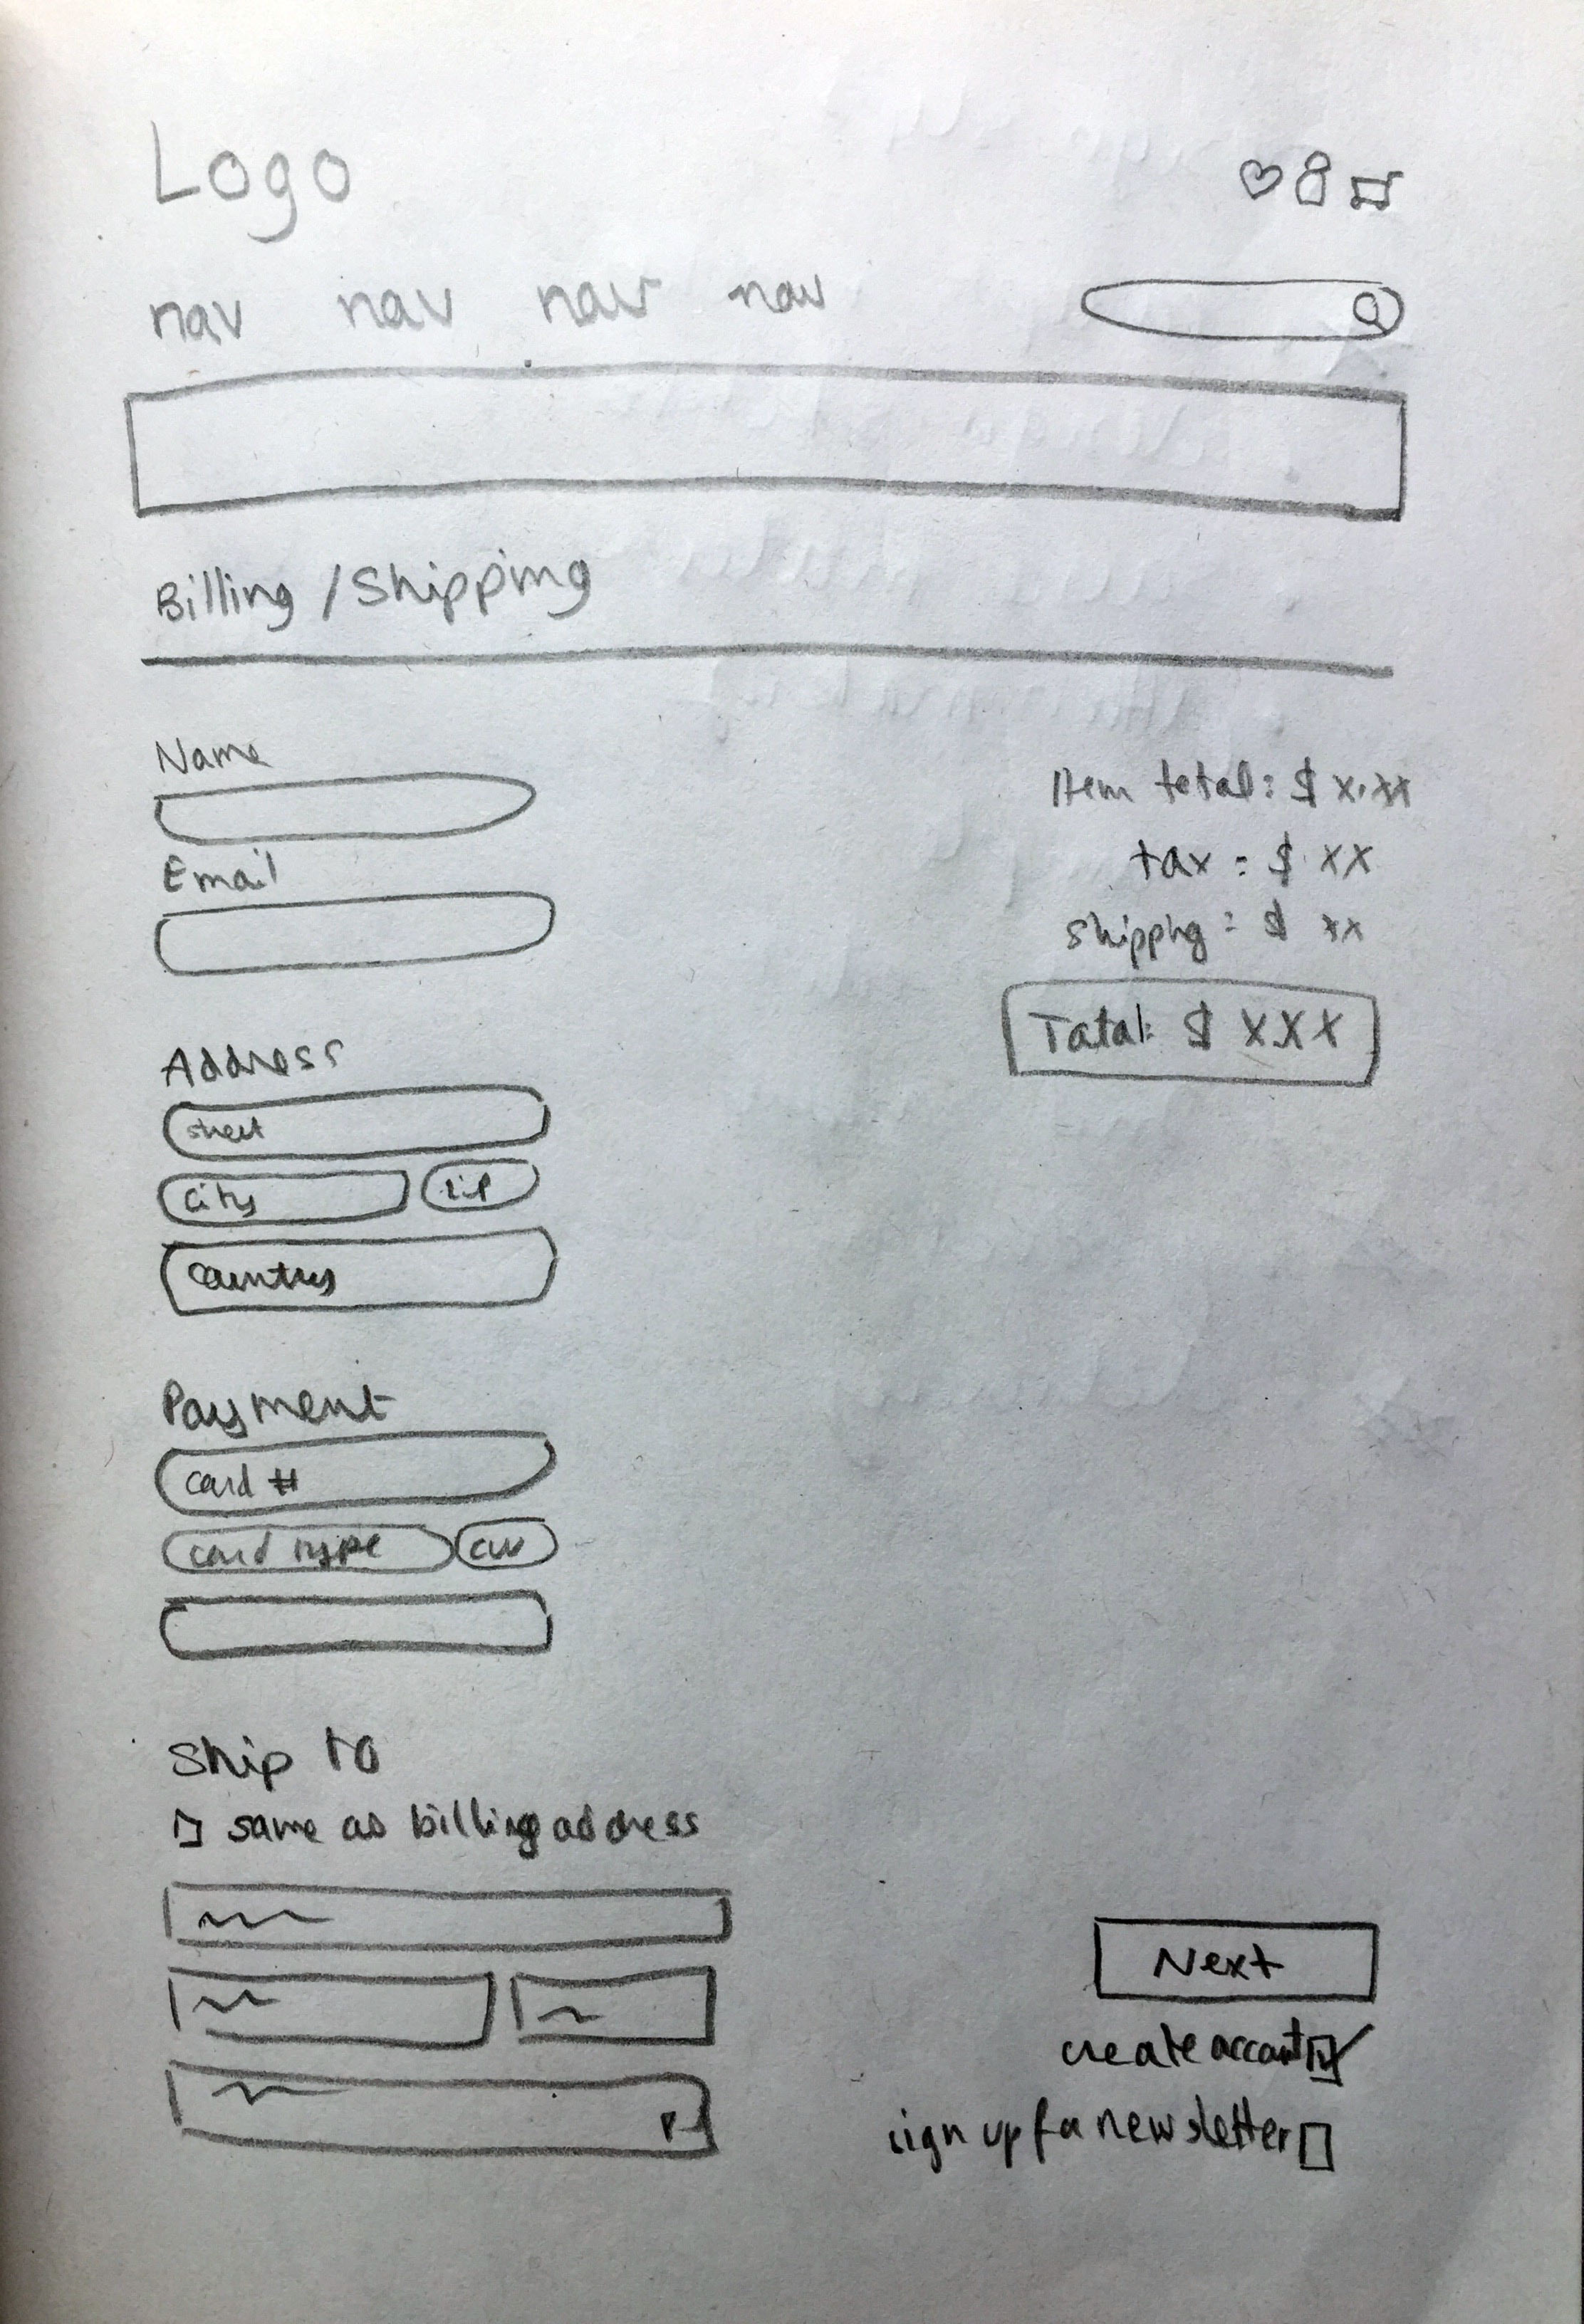 Logo
nav nav nav nav
Billing / Shipping
Name
Email
Item total: $ x.xx
tax: $ XX
Shipping: $ xx
Total: $ XXX
Address
street
city zip
country
Payment
card #
card type cvv
Ship to
same as billing address
Next
create account
sign up for newsletter